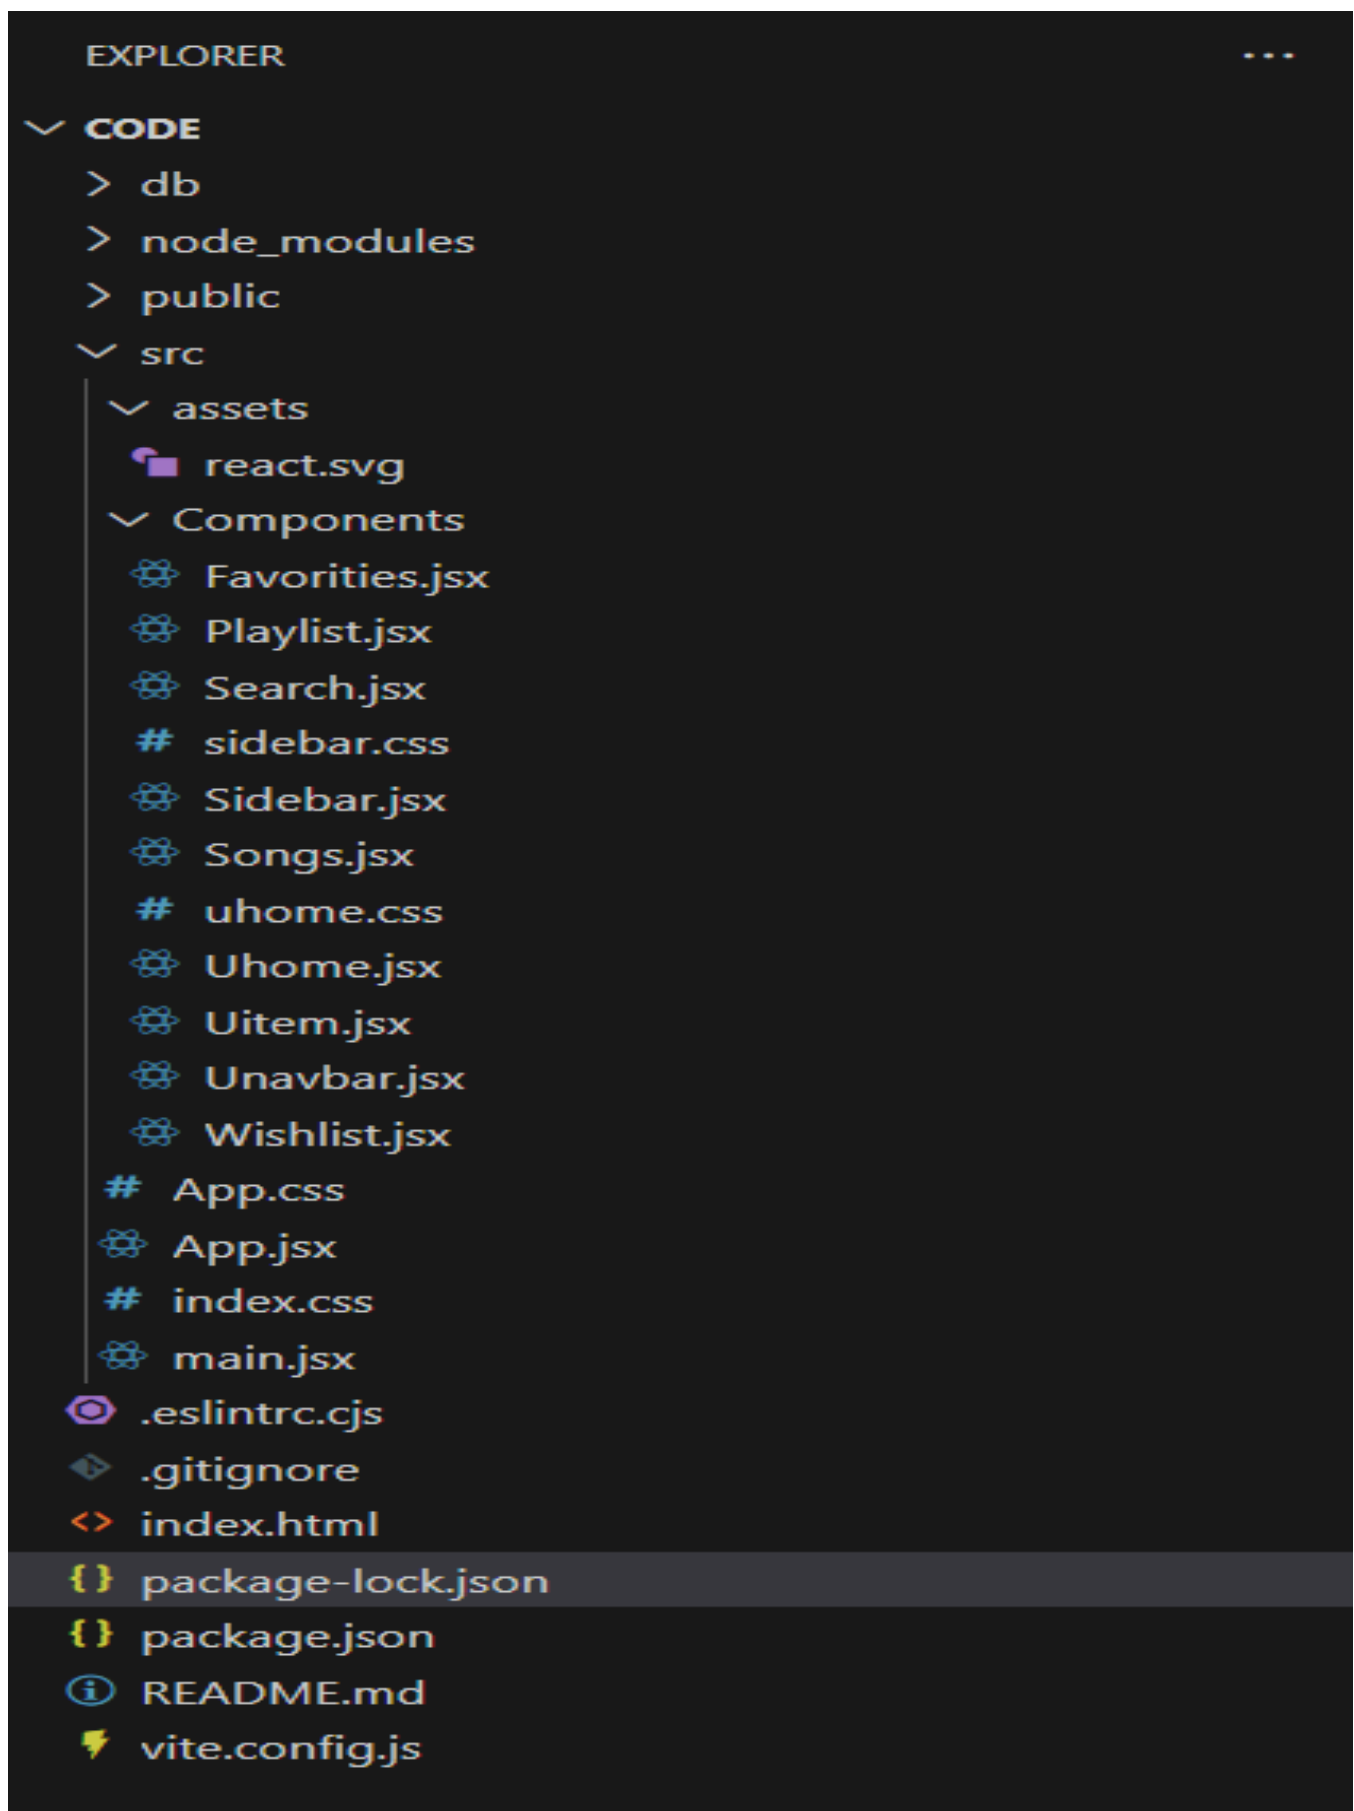 EXPLORER
CODE
db
node_modules
public
src
assets
react.svg
Components
Favorities.jsx
Playlist.jsx
Search.jsx
sidebar.css
Sidebar.jsx
Songs.jsx
uhome.css
Uhome.jsx
Uitem.jsx
Unavbar.jsx
Wishlist.jsx
App.css
App.jsx
index.css
main.jsx
.eslintrc.cjs
.gitignore
index.html
package-lock.json
package.json
README.md
vite.config.js